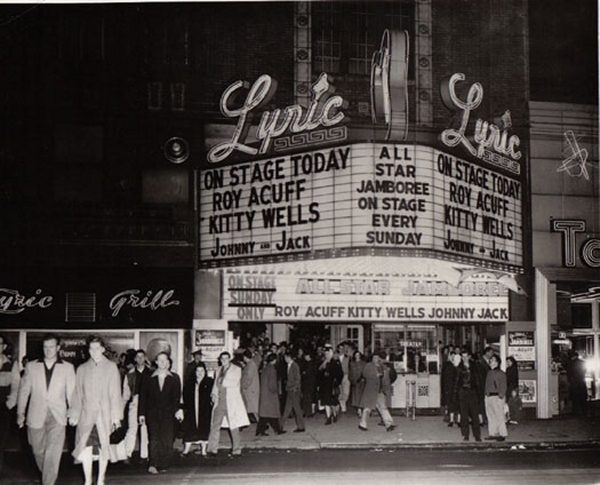 Lyric
Lyric
ON STAGE TODAY
ROY ACUFF
KITTY WELLS
JOHNNY AND JACK
ALL
STAR
JAMBOREE
ON STAGE
EVERY
SUNDAY
ON STAGE TODAY
ROY ACUFF
KITTY WELLS
JOHNNY AND JACK
ON STAGE
SUNDAY
ONLY
ALL STAR JAMBOREE
ROY ACUFF KITTY WELLS JOHNNY JACK
Lyric Grill
To
THEATER
JAMBOREE